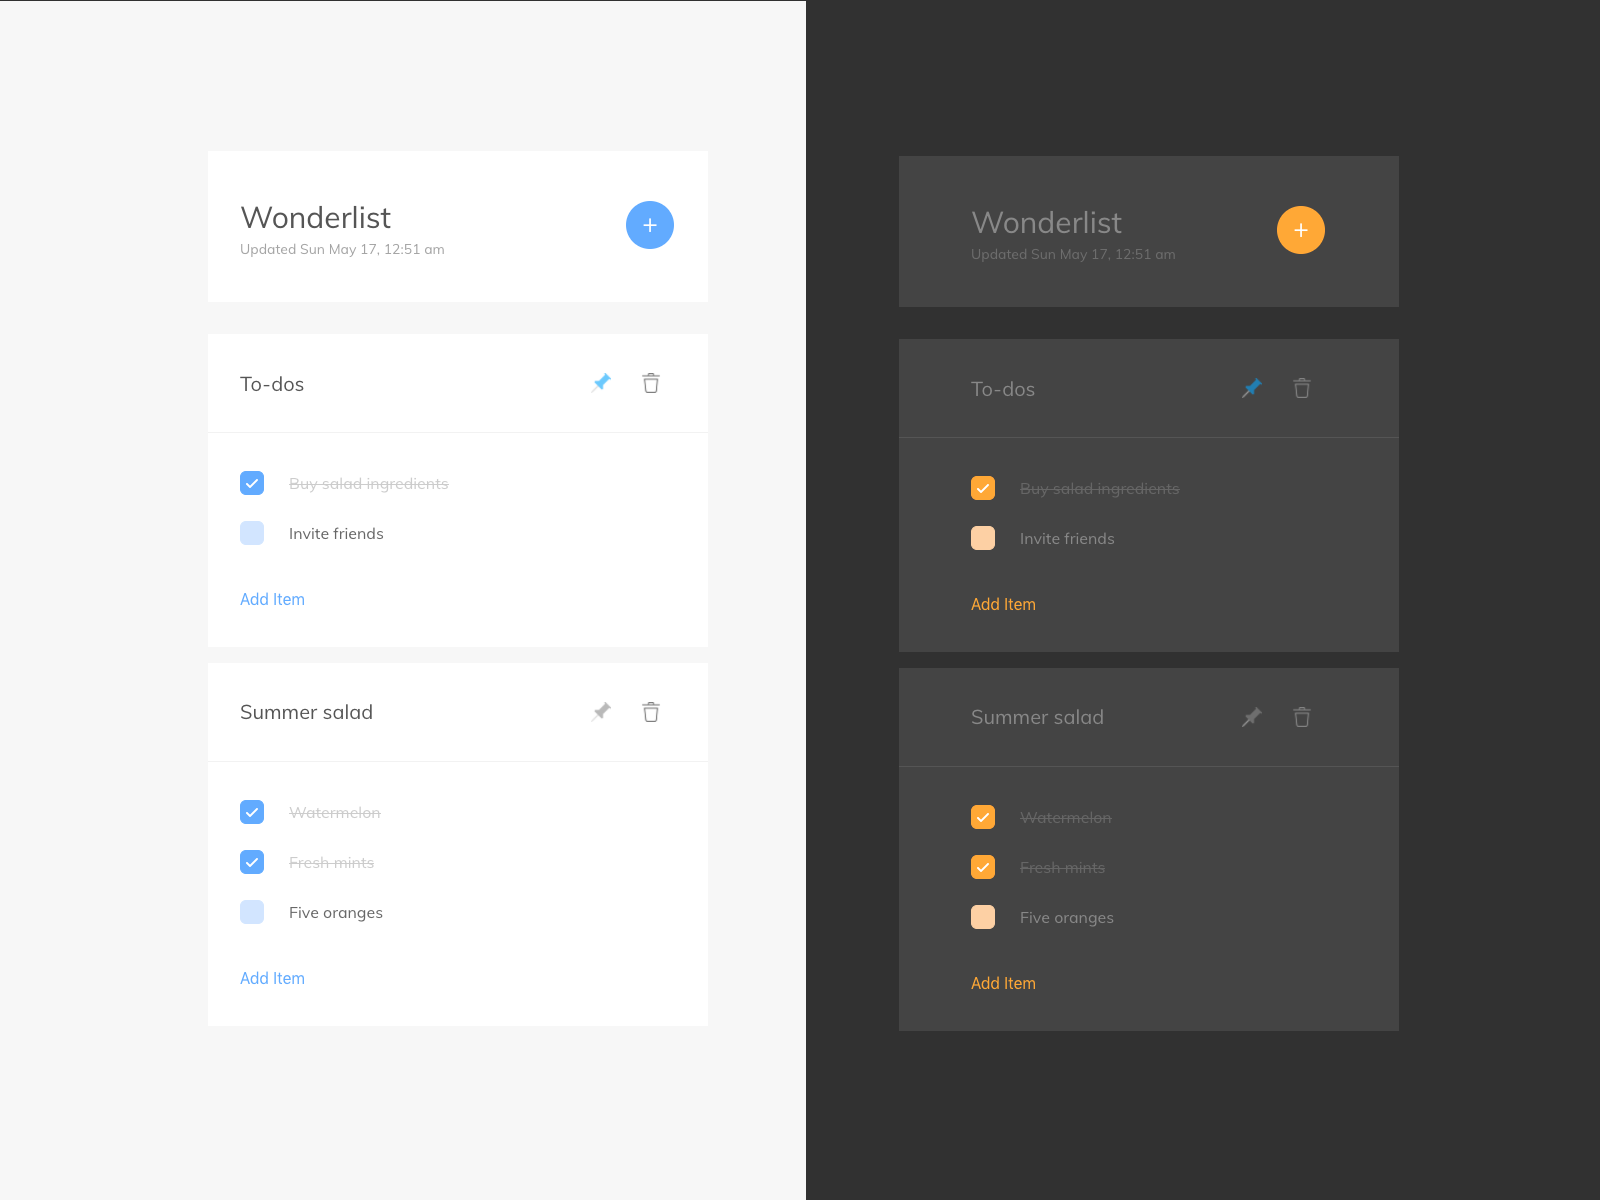 Wonderlist
Updated Sun May 17, 12:51 am
To-dos
Buy salad ingredients
Invite friends
Add Item
Summer salad
Watermelon
Fresh mints
Five oranges
Add Item
Wonderlist
Updated Sun May 17, 12:51 am
To-dos
Buy salad ingredients
Invite friends
Add Item
Summer salad
Watermelon
Fresh mints
Five oranges
Add Item